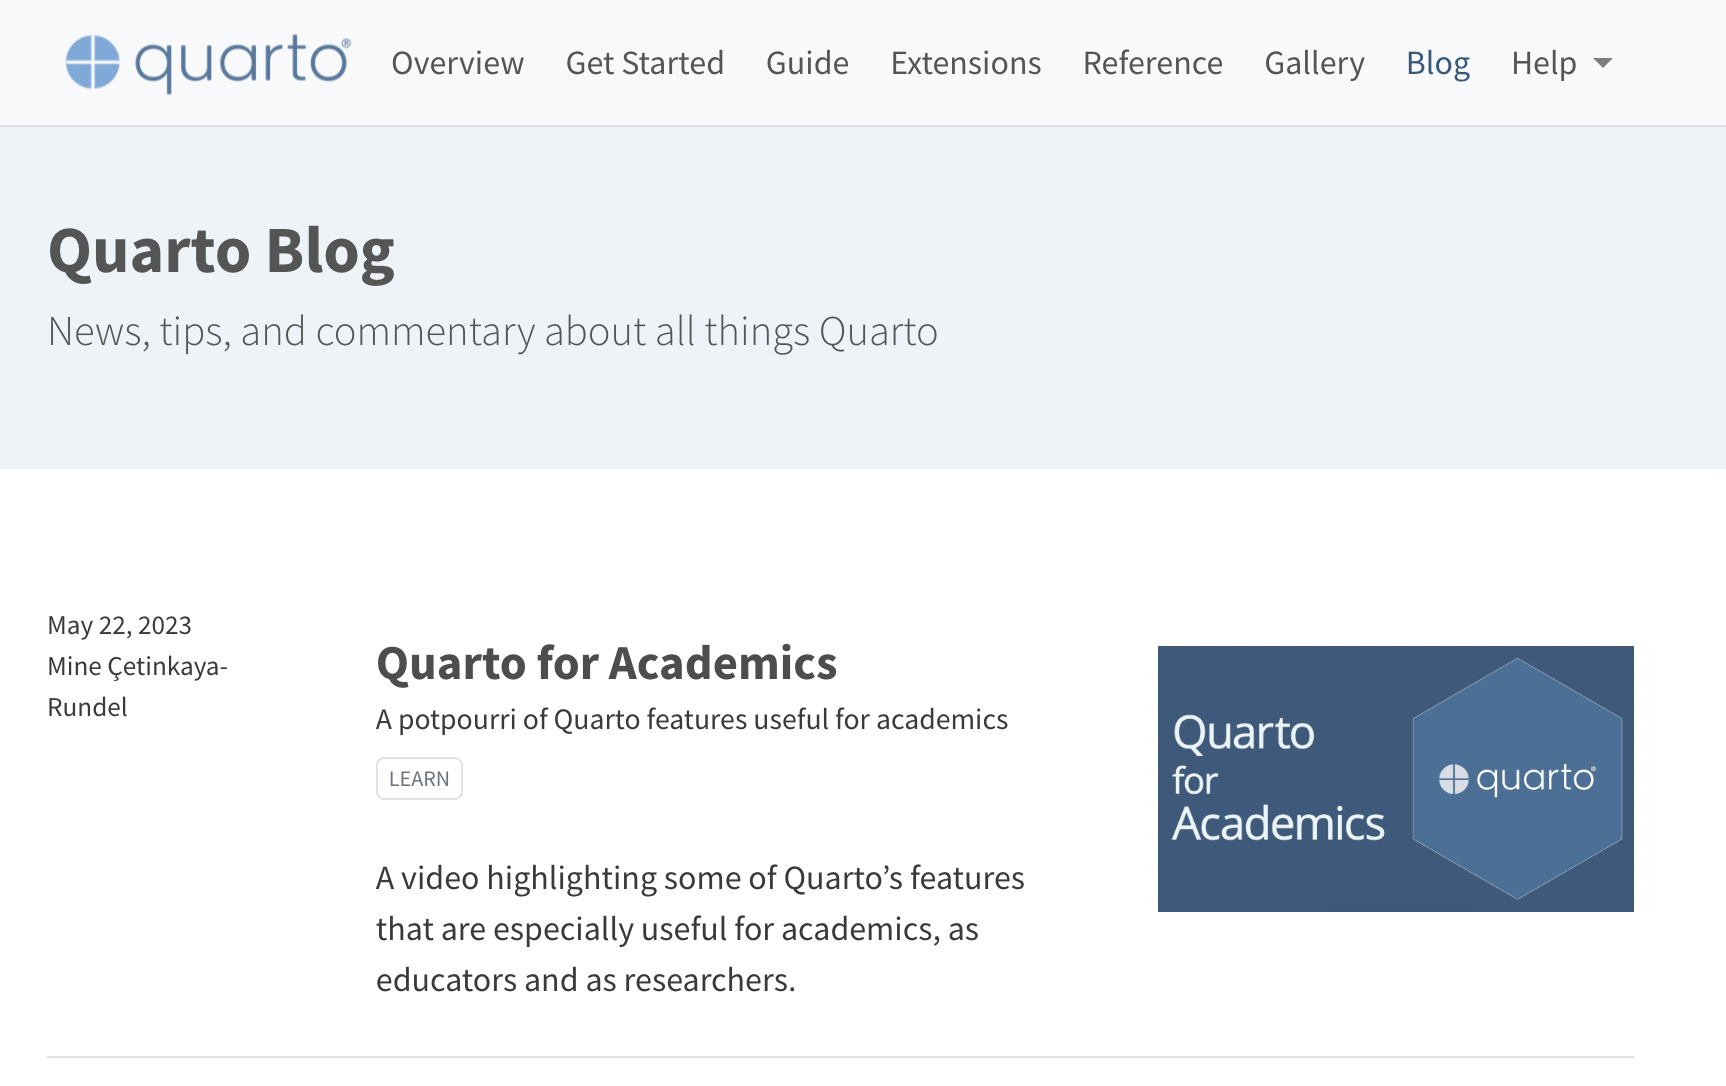 quarto®
Overview
Get Started
Guide
Extensions
Reference
Gallery
Blog
Help
Quarto Blog
News, tips, and commentary about all things Quarto
May 22, 2023
Mine Çetinkaya-
Rundel
Quarto for Academics
A potpourri of Quarto features useful for academics
LEARN
A video highlighting some of Quarto’s features
that are especially useful for academics, as
educators and as researchers.
Quarto
for
Academics
quarto®